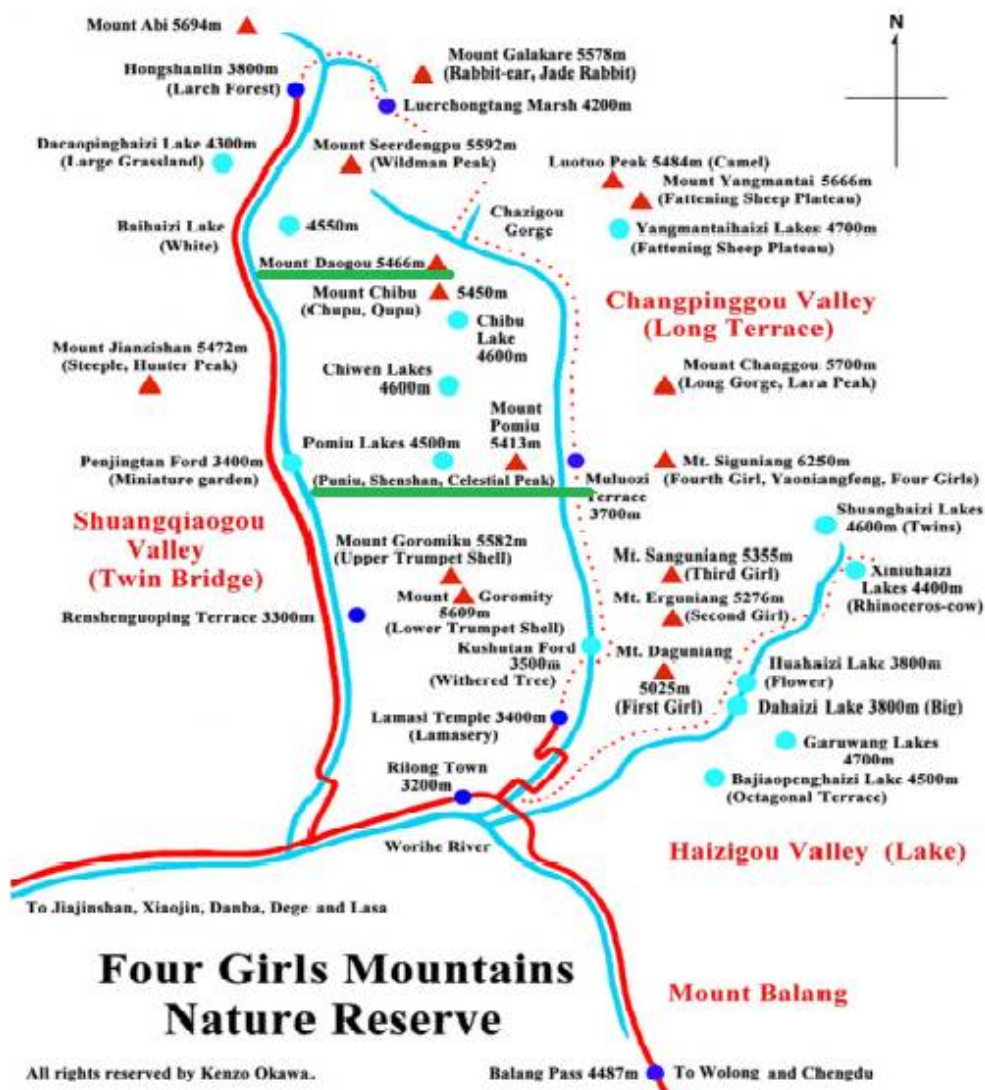 Mount Abi 5694m
N
Mount Galakare 5578m
(Rabbit-ear, Jade Rabbit)
Hongshanlin 3800m
(Larch Forest)
Luerchongtang Marsh 4200m
Dacaopinghaizi Lake 4300m
(Large Grassland)
Mount Seerdengpu 5592m
(Wildman Peak)
Luotuo Peak 5484m (Camel)
Mount Yangmantai 5666m
(Fattening Sheep Plateau)
Baihaizi Lake
(White)
4550m
Chazigou
Gorge
Yangmantaihaizi Lakes 4700m
(Fattening Sheep Plateau)
Mount Daogou 5466m
Mount Chibu
(Chupu, Qupu)
5450m
Changpinggou Valley
(Long Terrace)
Chibu
Lake
4600m
Mount Jianzishan 5472m
(Steeple, Hunter Peak)
Chiwen Lakes
4600m
Mount Changgou 5700m
(Long Gorge, Lara Peak)
Mount
Pomiu
5413m
Penjingtan Ford 3400m
(Miniature garden)
Pomiu Lakes 4500m
(Puniu, Shenshan, Celestial Peak)
Muluozi
Terrace
3700m
Mt. Siguniang 6250m
(Fourth Girl, Yaoniangfeng, Four Girls)
Shuangqiaogou
Valley
(Twin Bridge)
Shuanghaizi Lakes
4600m (Twins)
Mount Goromiku 5582m
(Upper Trumpet Shell)
Mt. Sanguniang 5355m
(Third Girl)
Xiniuhaizi
Lakes 4400m
(Rhinoceros-cow)
Mount Goromity
5609m
(Lower Trumpet Shell)
Mt. Erguniang 5276m
(Second Girl)
Renshenguoping Terrace 3300m
Kushutan Ford
3500m
(Withered Tree)
Mt. Daguniang
5025m
(First Girl)
Huahaizi Lake 3800m
(Flower)
Dahaizi Lake 3800m (Big)
Lamasi Temple 3400m
(Lamasery)
Garuwang Lakes
4700m
Rilong Town
3200m
Bajiaopenghaizi Lake 4500m
(Octagonal Terrace)
Worihe River
Haizigou Valley (Lake)
To Jiajinshan, Xiaojin, Danba, Dege and Lasa
Four Girls Mountains
Nature Reserve
Mount Balang
All rights reserved by Kenzo Okawa.
Balang Pass 4487m
To Wolong and Chengdu